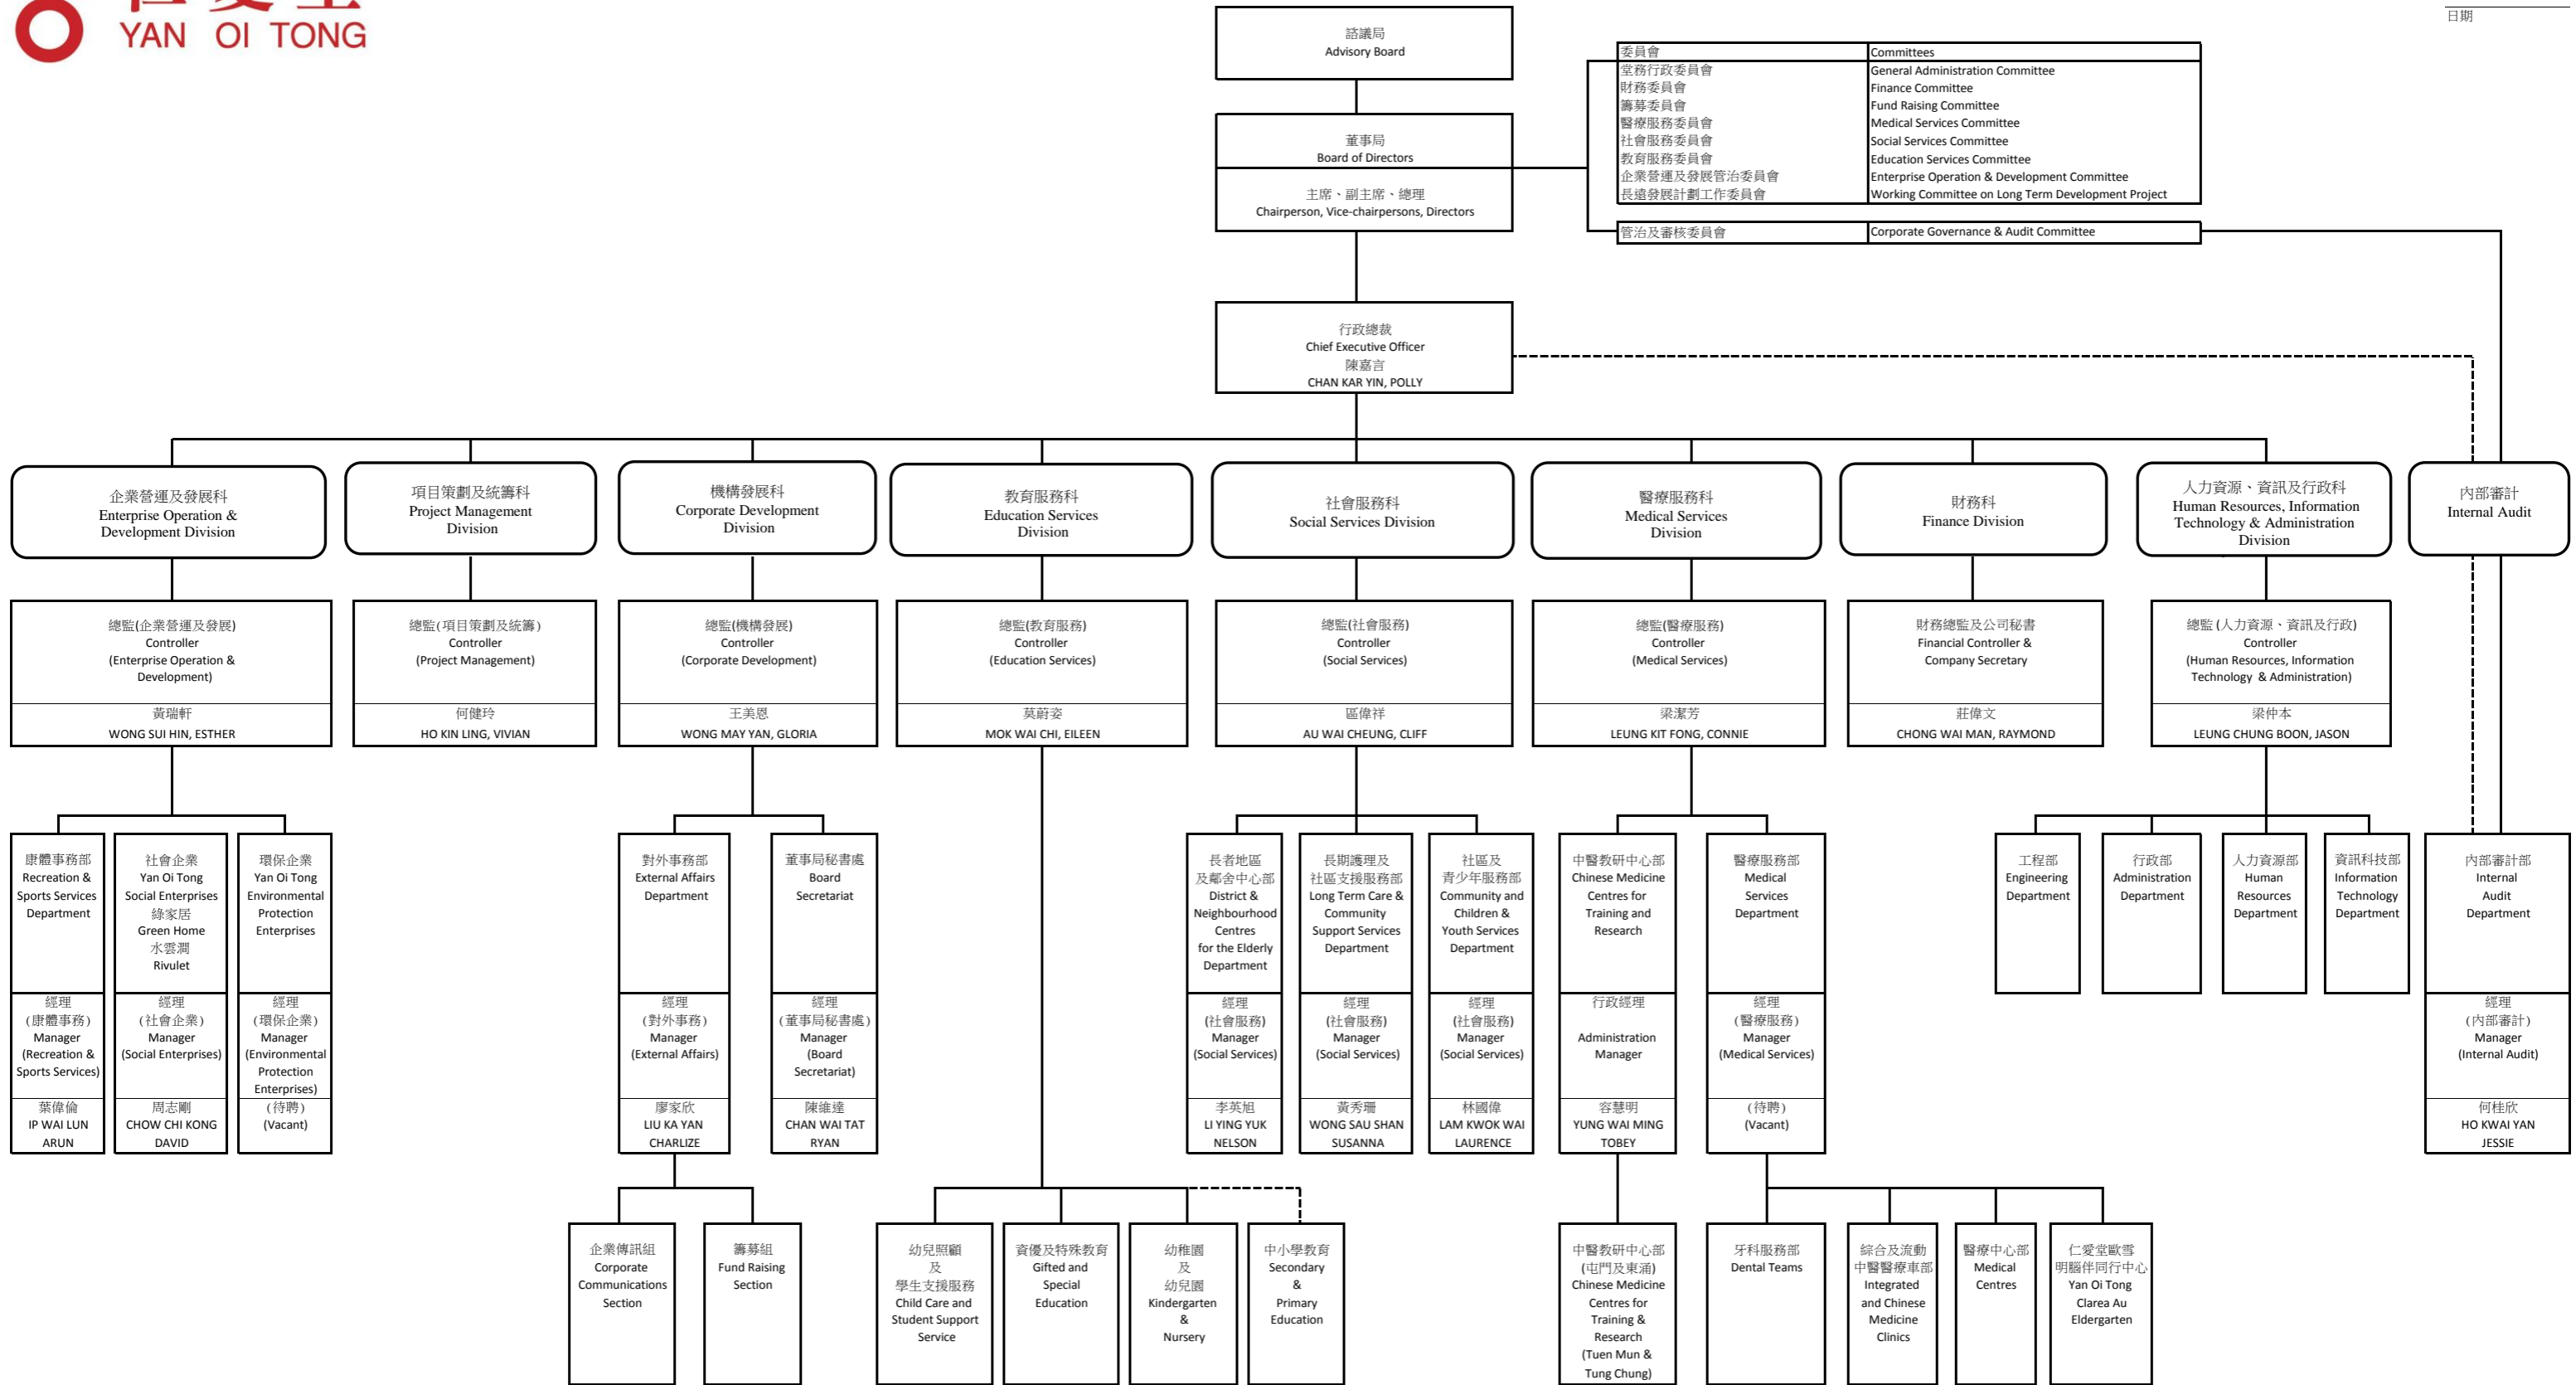 仁愛堂
YAN OI TONG
日期
諮議局
Advisory Board
董事局
Board of Directors
主席、副主席、總理
Chairperson, Vice-chairpersons, Directors
委員會 Committees
堂務行政委員會 General Administration Committee
財務委員會 Finance Committee
籌募委員會 Fund Raising Committee
醫療服務委員會 Medical Services Committee
社會服務委員會 Social Services Committee
教育服務委員會 Education Services Committee
企業營運及發展管治委員會 Enterprise Operation & Development Committee
長遠發展計劃工作委員會 Working Committee on Long Term Development Project
管治及審核委員會 Corporate Governance & Audit Committee
行政總裁
Chief Executive Officer
陳嘉言
CHAN KAR YIN, POLLY
企業營運及發展科
Enterprise Operation &
Development Division
項目策劃及統籌科
Project Management
Division
機構發展科
Corporate Development
Division
教育服務科
Education Services
Division
社會服務科
Social Services Division
醫療服務科
Medical Services
Division
財務科
Finance Division
人力資源、資訊及行政科
Human Resources, Information
Technology & Administration
Division
內部審計
Internal Audit
總監(企業營運及發展)
Controller
(Enterprise Operation &
Development)
黃瑞軒
WONG SUI HIN, ESTHER
總監(項目策劃及統籌)
Controller
(Project Management)
何健玲
HO KIN LING, VIVIAN
總監(機構發展)
Controller
(Corporate Development)
王美恩
WONG MAY YAN, GLORIA
總監(教育服務)
Controller
(Education Services)
莫蔚姿
MOK WAI CHI, EILEEN
總監(社會服務)
Controller
(Social Services)
區偉祥
AU WAI CHEUNG, CLIFF
總監(醫療服務)
Controller
(Medical Services)
梁潔芳
LEUNG KIT FONG, CONNIE
財務總監及公司秘書
Financial Controller &
Company Secretary
莊偉文
CHONG WAI MAN, RAYMOND
總監 (人力資源、資訊及行政)
Controller
(Human Resources, Information
Technology & Administration)
梁仲本
LEUNG CHUNG BOON, JASON
康體事務部
Recreation &
Sports Services
Department
經理
(康體事務)
Manager
(Recreation &
Sports Services)
葉偉倫
IP WAI LUN
ARUN
社會企業
Yan Oi Tong
Social Enterprises
綠家居
Green Home
水雲澗
Rivulet
經理
(社會企業)
Manager
(Social Enterprises)
周志剛
CHOW CHI KONG
DAVID
環保企業
Yan Oi Tong
Environmental
Protection
Enterprises
經理
(環保企業)
Manager
(Environmental
Protection
Enterprises)
(待聘)
(Vacant)
對外事務部
External Affairs
Department
經理
(對外事務)
Manager
(External Affairs)
廖家欣
LIU KA YAN
CHARLIZE
董事局秘書處
Board
Secretariat
經理
(董事局秘書處)
Manager
(Board
Secretariat)
陳維達
CHAN WAI TAT
RYAN
長者地區
及鄰舍中心部
District &
Neighbourhood
Centres
for the Elderly
Department
經理
(社會服務)
Manager
(Social Services)
李英旭
LI YING YUK
NELSON
長期護理及
社區支援服務部
Long Term Care &
Community
Support Services
Department
經理
(社會服務)
Manager
(Social Services)
黃秀珊
WONG SAU SHAN
SUSANNA
社區及
青少年服務部
Community and
Children &
Youth Services
Department
經理
(社會服務)
Manager
(Social Services)
林國偉
LAM KWOK WAI
LAURENCE
中醫教研中心部
Chinese Medicine
Centres for
Training and
Research
行政經理
Administration
Manager
容慧明
YUNG WAI MING
TOBEY
醫療服務部
Medical
Services
Department
經理
(醫療服務)
Manager
(Medical Services)
(待聘)
(Vacant)
工程部
Engineering
Department
行政部
Administration
Department
人力資源部
Human
Resources
Department
資訊科技部
Information
Technology
Department
內部審計部
Internal
Audit
Department
經理
(內部審計)
Manager
(Internal Audit)
何桂欣
HO KWAI YAN
JESSIE
企業傳訊組
Corporate
Communications
Section
籌募組
Fund Raising
Section
幼兒照顧
及
學生支援服務
Child Care and
Student Support
Service
資優及特殊教育
Gifted and
Special
Education
幼稚園
及
幼兒園
Kindergarten
&
Nursery
中小學教育
Secondary
&
Primary
Education
中醫教研中心部
(屯門及東涌)
Chinese Medicine
Centres for
Training &
Research
(Tuen Mun &
Tung Chung)
牙科服務部
Dental Teams
綜合及流動
中醫醫療車部
Integrated
and Chinese
Medicine
Clinics
醫療中心部
Medical
Centres
仁愛堂歐雪
明腦伴同行中心
Yan Oi Tong
Clarea Au
Eldergarten